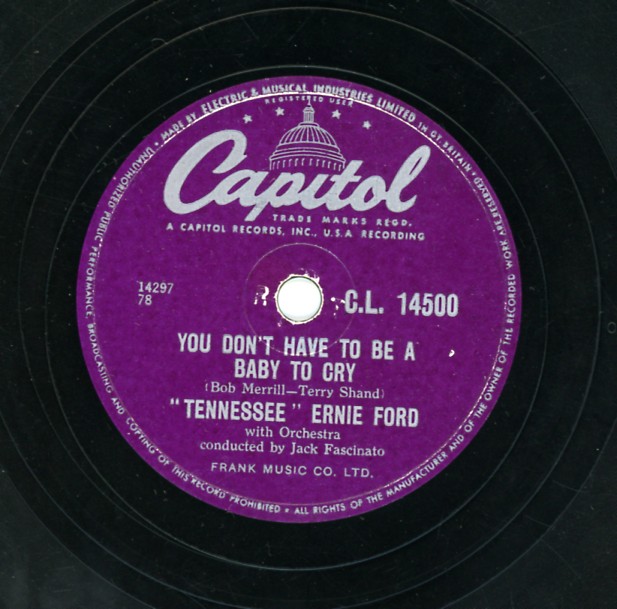 MADE BY ELECTRIC & MUSICAL INDUSTRIES LIMITED IN GT BRITAIN • ALL RIGHTS OF THE MANUFACTURER AND OF THE OWNER OF THE RECORDED WORK ARE RESERVED
UNAUTHORIZED PUBLIC PERFORMANCE, BROADCASTING AND COPYING OF THIS RECORD PROHIBITED •
REGISTERED USER
Capitol
TRADE MARKS REGD.
A CAPITOL RECORDS, INC., U.S.A RECORDING
14297
78
C.L. 14500
YOU DON'T HAVE TO BE A
BABY TO CRY
(Bob Merrill—Terry Shand)
"TENNESSEE" ERNIE FORD
with Orchestra
conducted by Jack Fascinato
FRANK MUSIC CO. LTD.